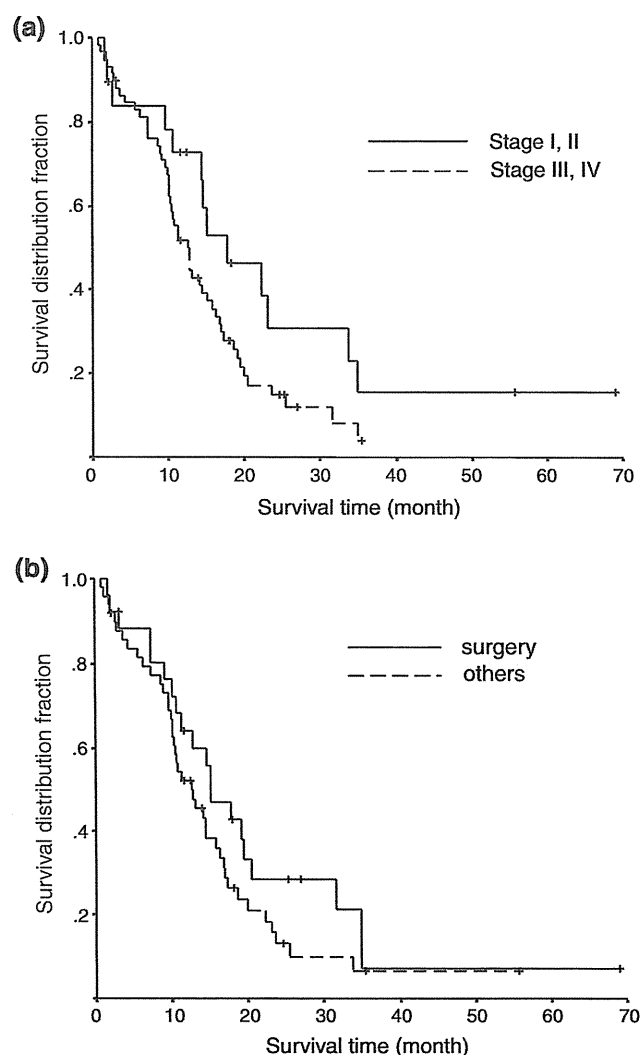 (a)
1.0
.8
.6
.4
.2
Survival distribution fraction
Stage I, II
Stage III, IV
0 10 20 30 40 50 60 70
Survival time (month)
(b)
1.0
.8
.6
.4
.2
Survival distribution fraction
surgery
others
0 10 20 30 40 50 60 70
Survival time (month)